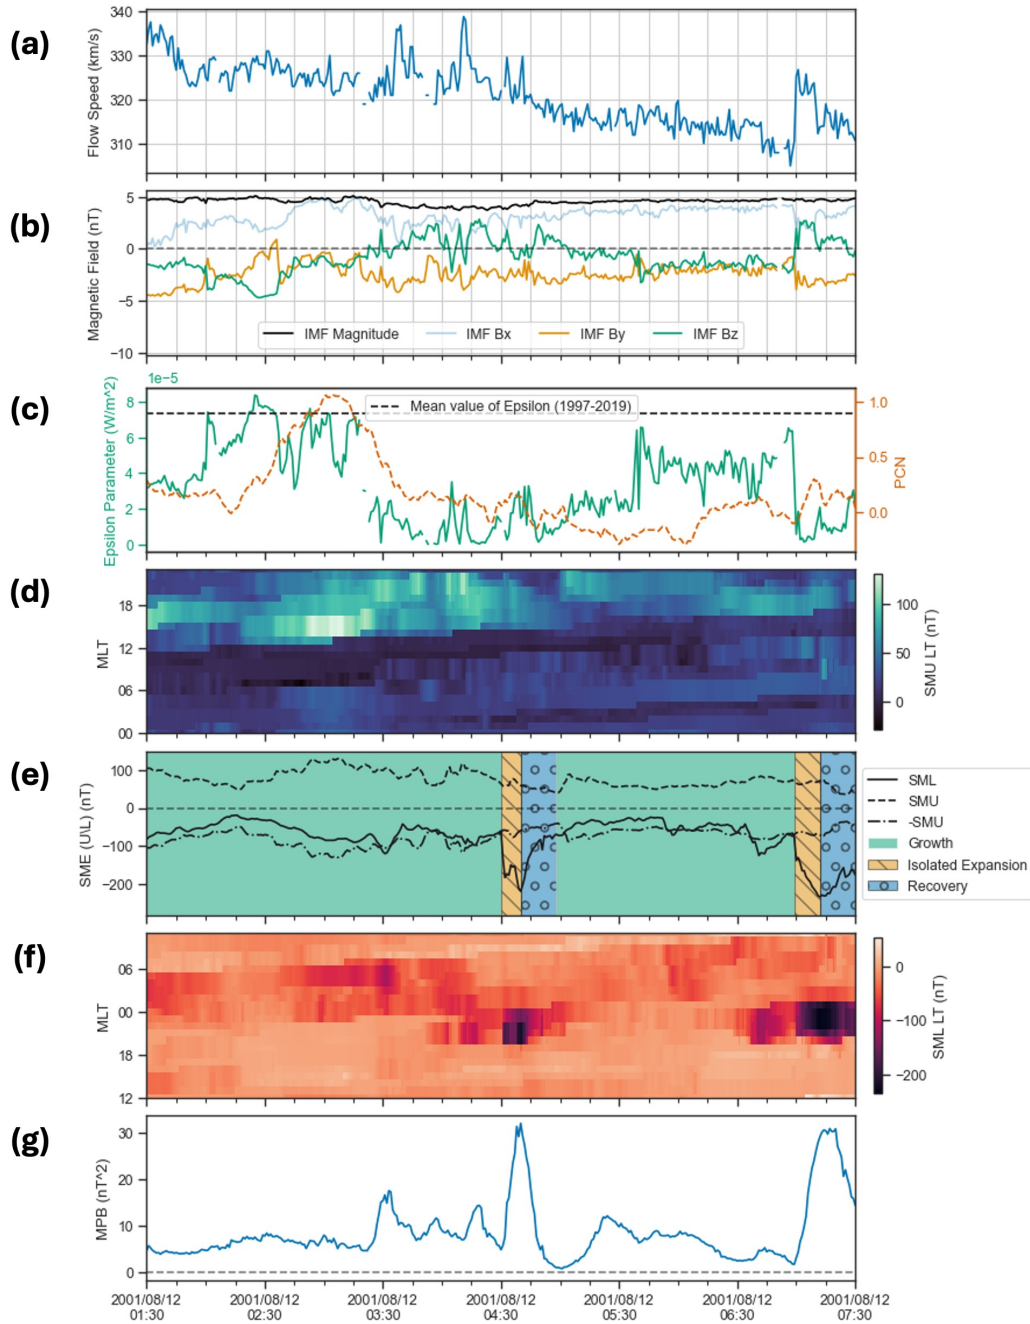 (a)
Flow Speed (km/s)
340
330
320
310
(b)
Magnetic Field (nT)
5
0
−5
−10
IMF Magnitude
IMF Bx
IMF By
IMF Bz
(c)
1e−5
Epsilon Parameter (W/m^2)
8
6
4
2
0
Mean value of Epsilon (1997-2019)
1.0
0.5
0.0
PCN
(d)
MLT
18
12
06
00
100
50
0
SMU LT (nT)
(e)
SME (U\L) (nT)
100
0
−100
−200
SML
SMU
-SMU
Growth
Isolated Expansion
Recovery
(f)
MLT
06
00
18
12
0
−100
−200
SML LT (nT)
(g)
MPB (nT^2)
30
20
10
0
2001/08/12 2001/08/12 2001/08/12 2001/08/12 2001/08/12 2001/08/12 2001/08/12
01:30 02:30 03:30 04:30 05:30 06:30 07:30